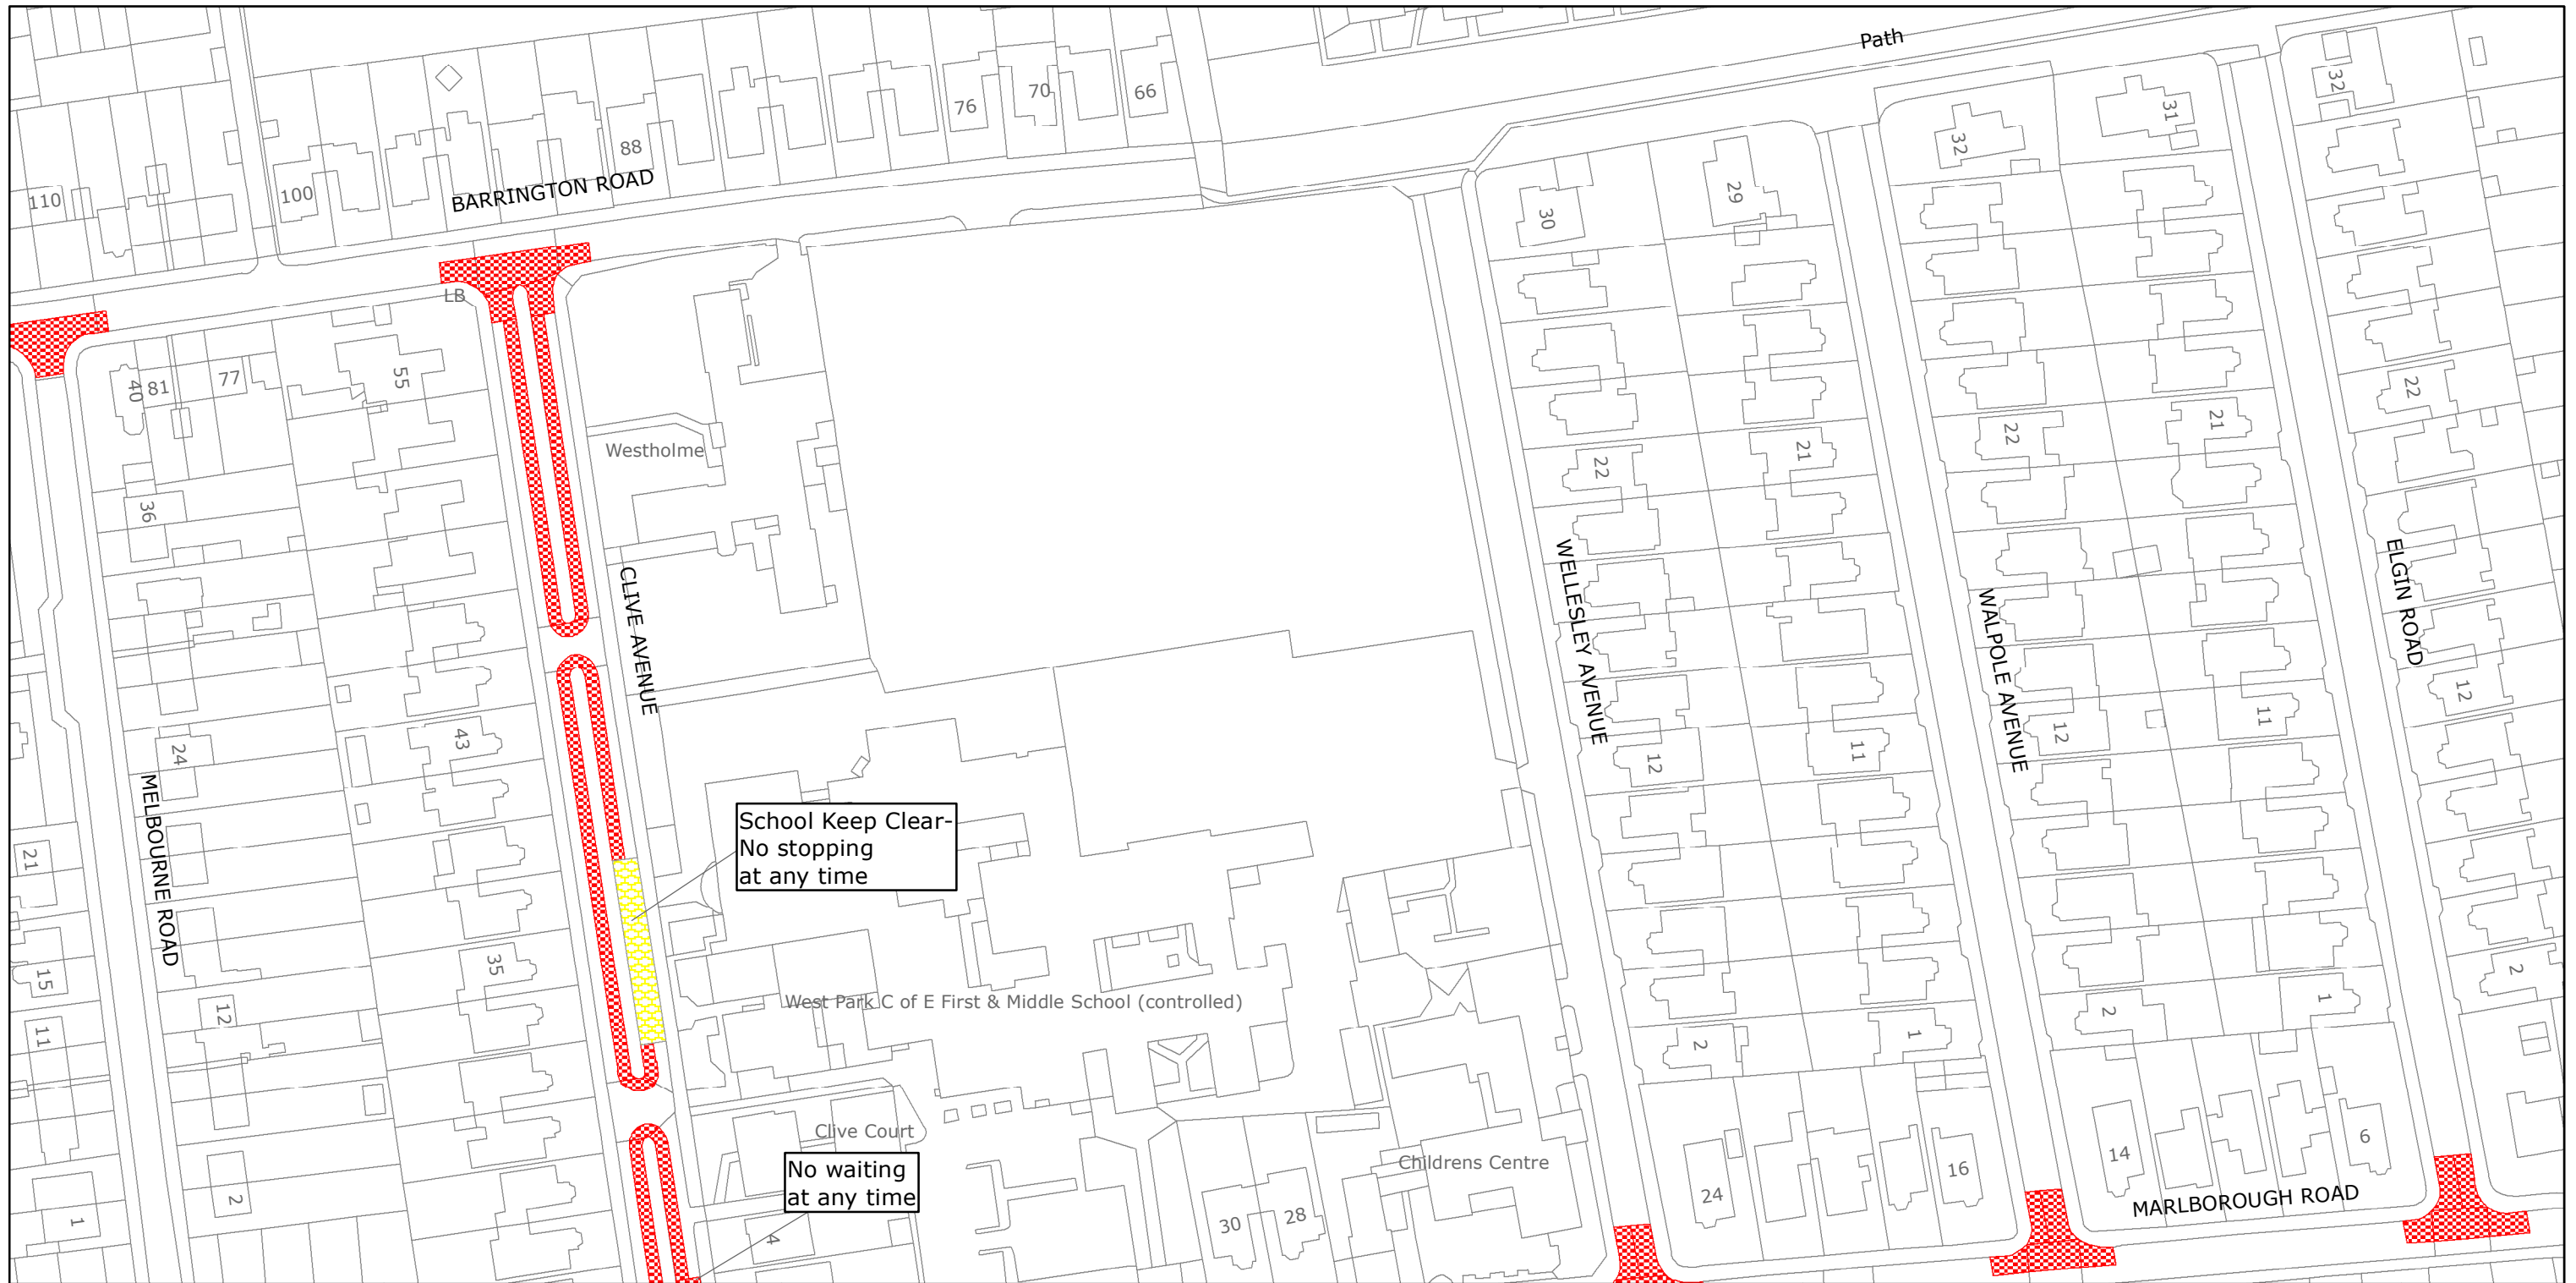 Path
110
100
BARRINGTON ROAD
88
76
70
66
32
31
32
30
29
LB
40
81
77
55
Westholme
36
22
21
22
21
22
CLIVE AVENUE
WELLESLEY AVENUE
WALPOLE AVENUE
ELGIN ROAD
24
43
MELBOURNE ROAD
12
11
12
11
12
School Keep Clear-
No stopping
at any time
21
15
11
12
35
West Park C of E First & Middle School (controlled)
2
1
2
1
2
Clive Court
No waiting
at any time
Childrens Centre
2
1
4
30
28
24
16
14
6
MARLBOROUGH ROAD